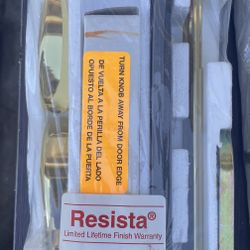 TURN KNOB AWAY FROM DOOR EDGE
DE VUELTA A LA PERILLA DEL LADO
OPUESTO AL BORDE DE LA PUERTA
Resista®
Limited Lifetime Finish Warranty